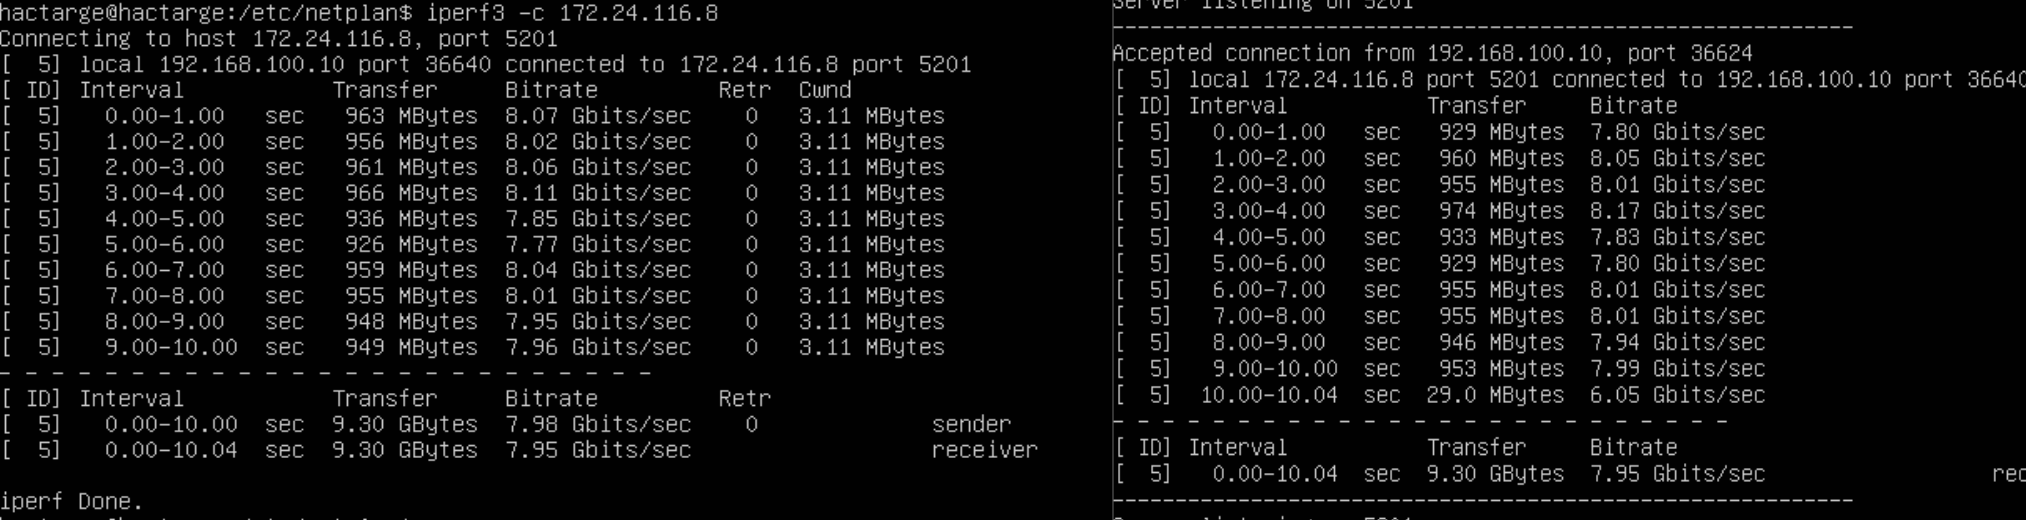 hactarge@hactarge:/etc/netplan$ iperf3 -c 172.24.116.8
Connecting to host 172.24.116.8, port 5201
[  5] local 192.168.100.10 port 36640 connected to 172.24.116.8 port 5201
[ ID] Interval           Transfer     Bitrate         Retr  Cwnd
[  5]   0.00-1.00   sec   963 MBytes  8.07 Gbits/sec    0   3.11 MBytes
[  5]   1.00-2.00   sec   956 MBytes  8.02 Gbits/sec    0   3.11 MBytes
[  5]   2.00-3.00   sec   961 MBytes  8.06 Gbits/sec    0   3.11 MBytes
[  5]   3.00-4.00   sec   966 MBytes  8.11 Gbits/sec    0   3.11 MBytes
[  5]   4.00-5.00   sec   936 MBytes  7.85 Gbits/sec    0   3.11 MBytes
[  5]   5.00-6.00   sec   926 MBytes  7.77 Gbits/sec    0   3.11 MBytes
[  5]   6.00-7.00   sec   959 MBytes  8.04 Gbits/sec    0   3.11 MBytes
[  5]   7.00-8.00   sec   955 MBytes  8.01 Gbits/sec    0   3.11 MBytes
[  5]   8.00-9.00   sec   948 MBytes  7.95 Gbits/sec    0   3.11 MBytes
[  5]   9.00-10.00  sec   949 MBytes  7.96 Gbits/sec    0   3.11 MBytes
- - - - - - - - - - - - - - - - - - - - - - - - -
[ ID] Interval           Transfer     Bitrate         Retr
[  5]   0.00-10.00  sec  9.30 GBytes  7.98 Gbits/sec    0             sender
[  5]   0.00-10.04  sec  9.30 GBytes  7.95 Gbits/sec                  receiver
iperf Done.
Server listening on 5201
-----------------------------------------------------------
Accepted connection from 192.168.100.10, port 36624
[  5] local 172.24.116.8 port 5201 connected to 192.168.100.10 port 36640
[ ID] Interval           Transfer     Bitrate
[  5]   0.00-1.00   sec   929 MBytes  7.80 Gbits/sec
[  5]   1.00-2.00   sec   960 MBytes  8.05 Gbits/sec
[  5]   2.00-3.00   sec   955 MBytes  8.01 Gbits/sec
[  5]   3.00-4.00   sec   974 MBytes  8.17 Gbits/sec
[  5]   4.00-5.00   sec   933 MBytes  7.83 Gbits/sec
[  5]   5.00-6.00   sec   929 MBytes  7.80 Gbits/sec
[  5]   6.00-7.00   sec   955 MBytes  8.01 Gbits/sec
[  5]   7.00-8.00   sec   955 MBytes  8.01 Gbits/sec
[  5]   8.00-9.00   sec   946 MBytes  7.94 Gbits/sec
[  5]   9.00-10.00  sec   953 MBytes  7.99 Gbits/sec
[  5]  10.00-10.04  sec  29.0 MBytes  6.05 Gbits/sec
- - - - - - - - - - - - - - - - - - - - - - - - -
[ ID] Interval           Transfer     Bitrate
[  5]   0.00-10.04  sec  9.30 GBytes  7.95 Gbits/sec                  rec
-----------------------------------------------------------